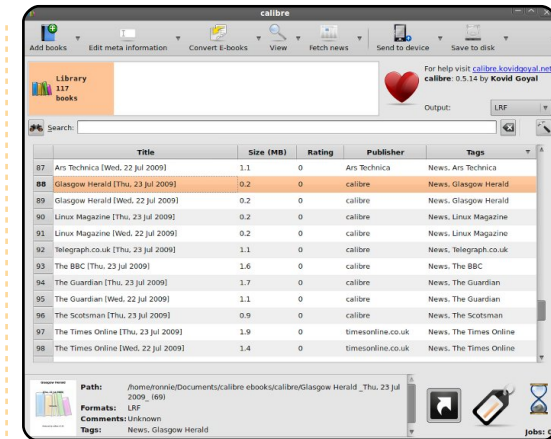 calibre
Add books
Edit meta information
Convert E-books
View
Fetch news
Send to device
Save to disk
Library
117
books
For help visit calibre.kovidgoyal.net
calibre: 0.5.14 by Kovid Goyal
Output: LRF
Search:
Title Size (MB) Rating Publisher Tags
87 Ars Technica [Wed, 22 Jul 2009] 1.1 0 Ars Technica News, Ars Technica
88 Glasgow Herald [Thu, 23 Jul 2009] 0.2 0 calibre News, Glasgow Herald
89 Glasgow Herald [Wed, 22 Jul 2009] 0.2 0 calibre News, Glasgow Herald
90 Linux Magazine [Thu, 23 Jul 2009] 0.2 0 calibre News, Linux Magazine
91 Linux Magazine [Wed, 22 Jul 2009] 0.2 0 calibre News, Linux Magazine
92 Telegraph.co.uk [Thu, 23 Jul 2009] 1.1 0 calibre News, Telegraph.co.uk
93 The BBC [Thu, 23 Jul 2009] 1.6 0 calibre News, The BBC
94 The Guardian [Thu, 23 Jul 2009] 1.7 0 calibre News, The Guardian
95 The Guardian [Wed, 22 Jul 2009] 1.1 0 calibre News, The Guardian
96 The Scotsman [Thu, 23 Jul 2009] 0.9 0 calibre News, The Scotsman
97 The Times Online [Thu, 23 Jul 2009] 1.9 0 timesonline.co.uk News, The Times Online
98 The Times Online [Wed, 22 Jul 2009] 1.4 0 timesonline.co.uk News, The Times Online
Glasgow Herald
Path: /home/ronnie/Documents/calibre ebooks/calibre/Glasgow Herald _Thu, 23 Jul
2009_ (69)
Formats: LRF
Comments: Unknown
Tags: News, Glasgow Herald
Jobs: 0